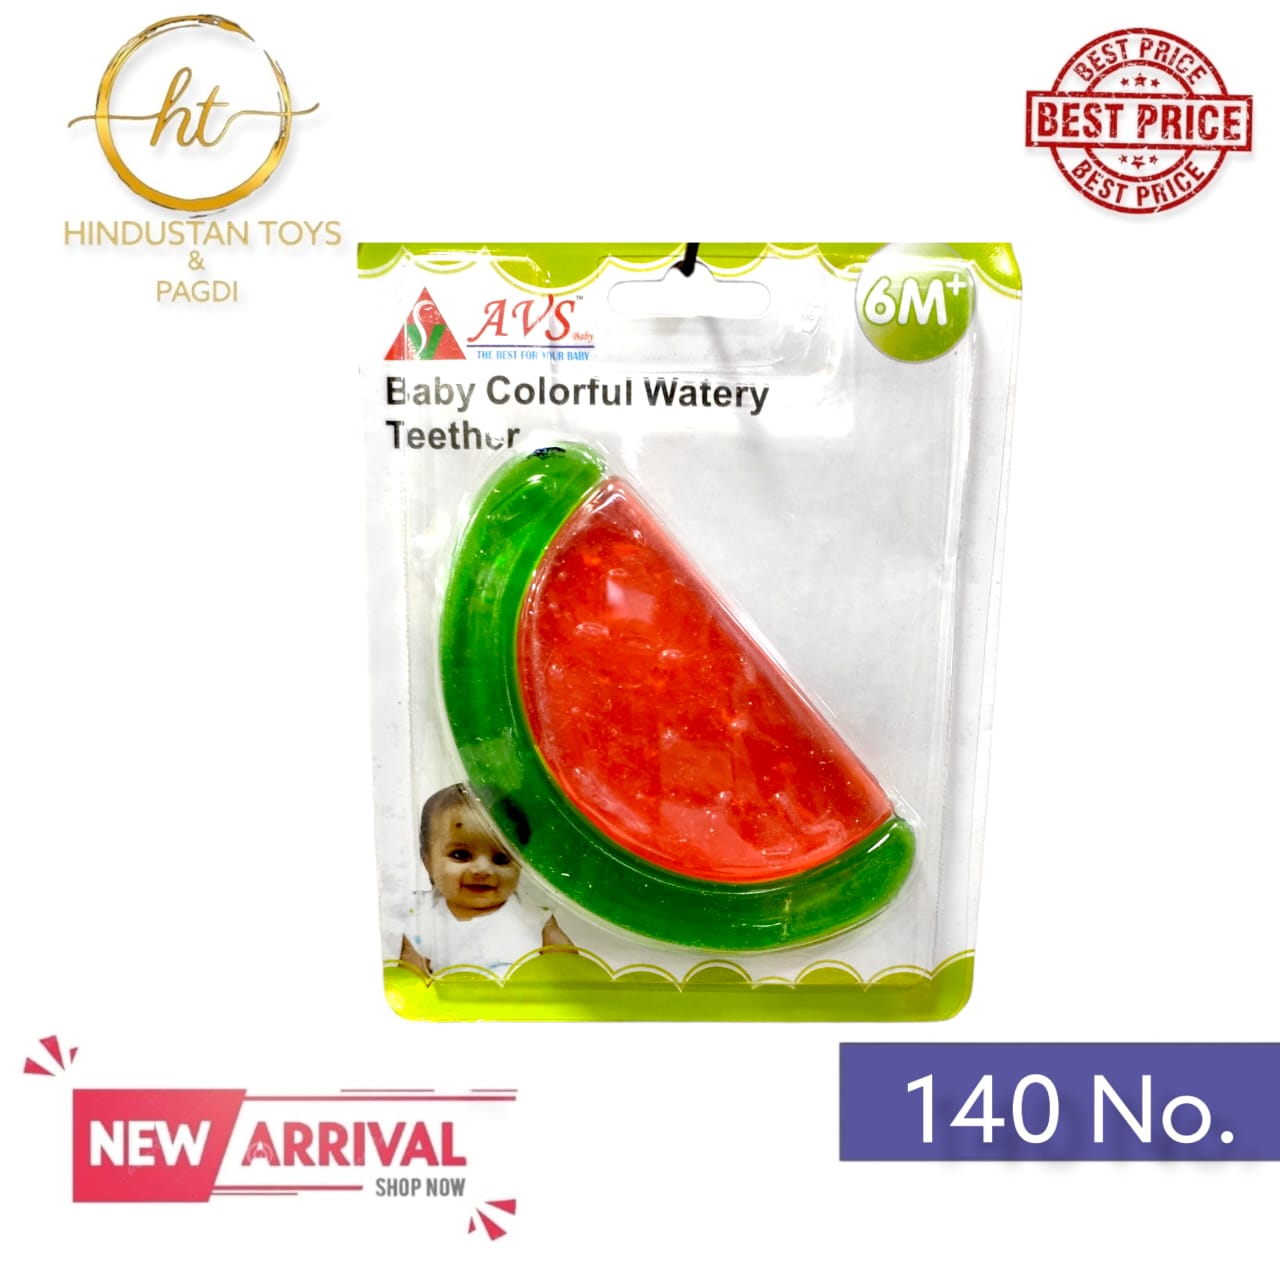 ht
HINDUSTAN TOYS
&
PAGDI
BEST PRICE
BEST PRICE
BEST PRICE
6M+
AVS™
Baby
THE BEST FOR YOUR BABY
Baby Colorful Watery
Teether
NEW ARRIVAL
SHOP NOW
140 No.